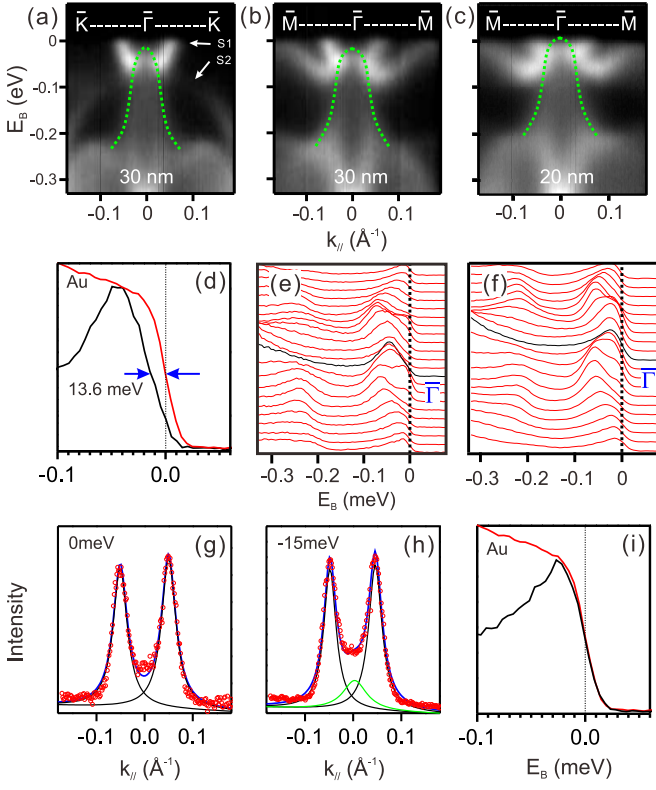 (a) K̄ ------- Γ̄ ------- K̄
S1
S2
30 nm
(b) M̄ ------- Γ̄ ------- M̄
30 nm
(c) M̄ ------- Γ̄ ------- M̄
20 nm
E_B (eV)
0
-0.1
-0.2
-0.3
-0.1 0 0.1
-0.1 0 0.1
-0.1 0 0.1
k_// (Å⁻¹)
Au (d)
13.6 meV
-0.1 0.0
(e)
Γ̄
-0.3 -0.2 -0.1 0
(f)
Γ̄
-0.3 -0.2 -0.1 0
E_B (meV)
Intensity
0meV (g)
-0.1 0.0 0.1
k_// (Å⁻¹)
-15meV (h)
-0.1 0.0 0.1
k_// (Å⁻¹)
Au (i)
-0.1 0.0
E_B (meV)